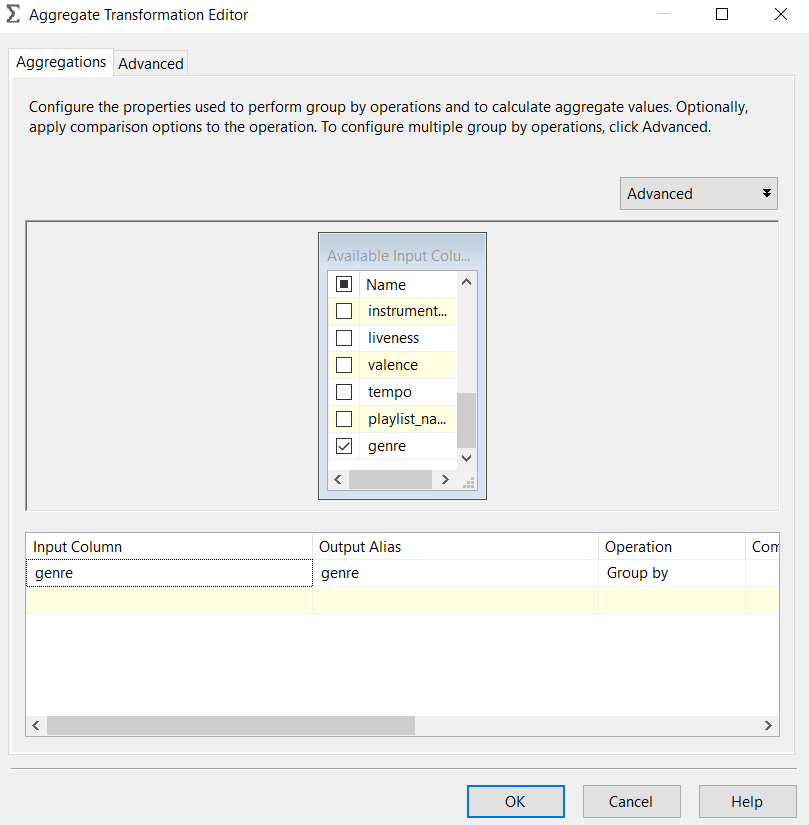 Aggregate Transformation Editor
Aggregations Advanced
Configure the properties used to perform group by operations and to calculate aggregate values. Optionally,
apply comparison options to the operation. To configure multiple group by operations, click Advanced.
Advanced
Available Input Colu...
Name
instrument...
liveness
valence
tempo
playlist_na...
genre
Input Column Output Alias Operation Com
genre genre Group by
OK Cancel Help